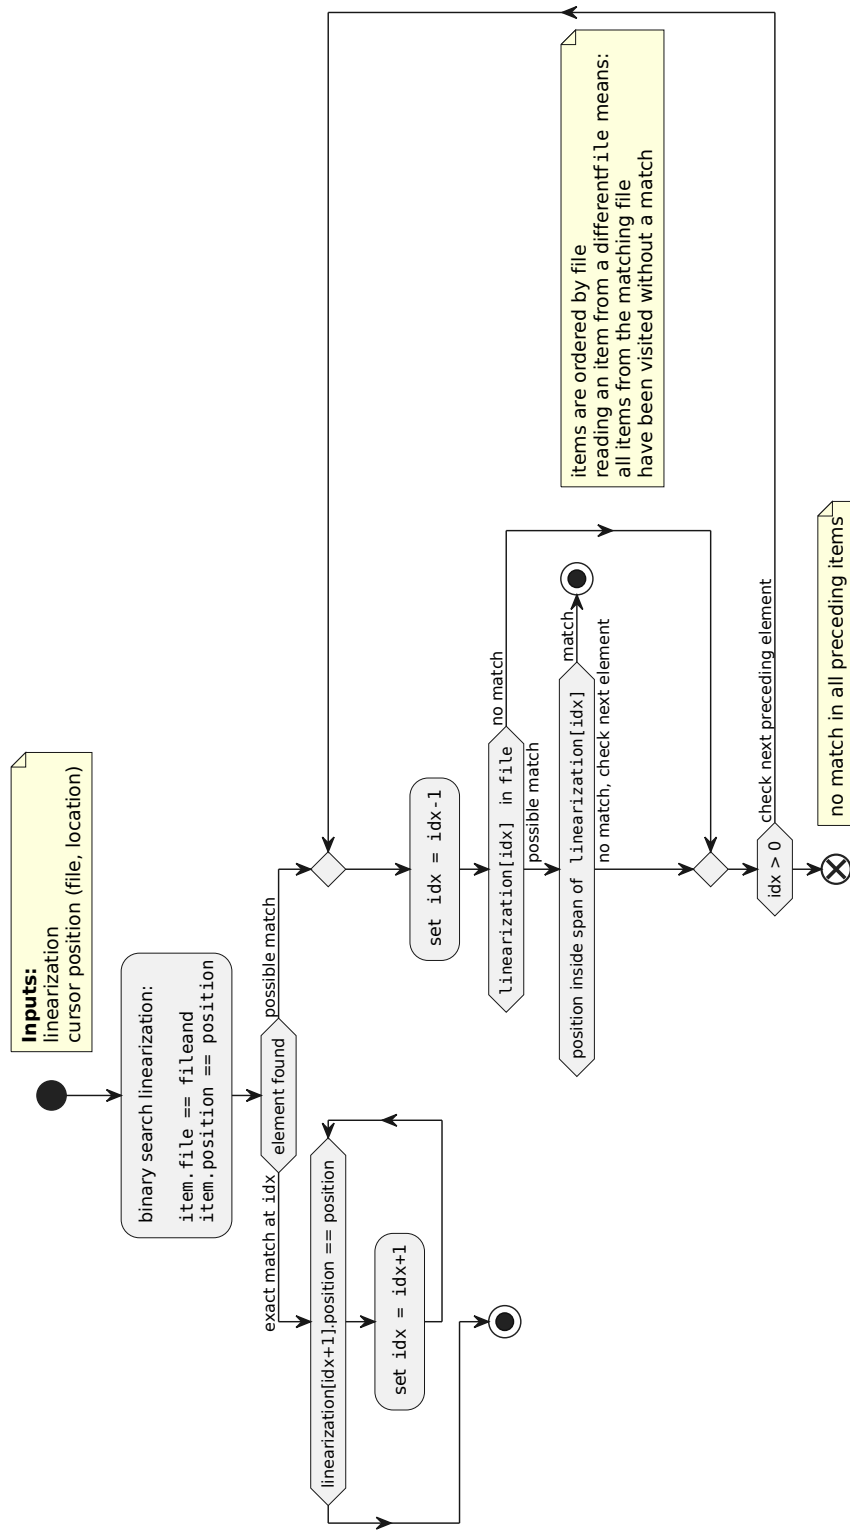 Inputs:
linearization
cursor position (file, location)
binary search linearization:
item.file == fileand
item.position == position
element found
exact match at idx
possible match
linearization[idx+1].position == position
set idx = idx+1
set idx = idx-1
linearization[idx] in file
no match
possible match
position inside span of linearization[idx]
match
no match, check next element
items are ordered by file
reading an item from a differentfile means:
all items from the matching file
have been visited without a match
idx > 0
check next preceding element
no match in all preceding items